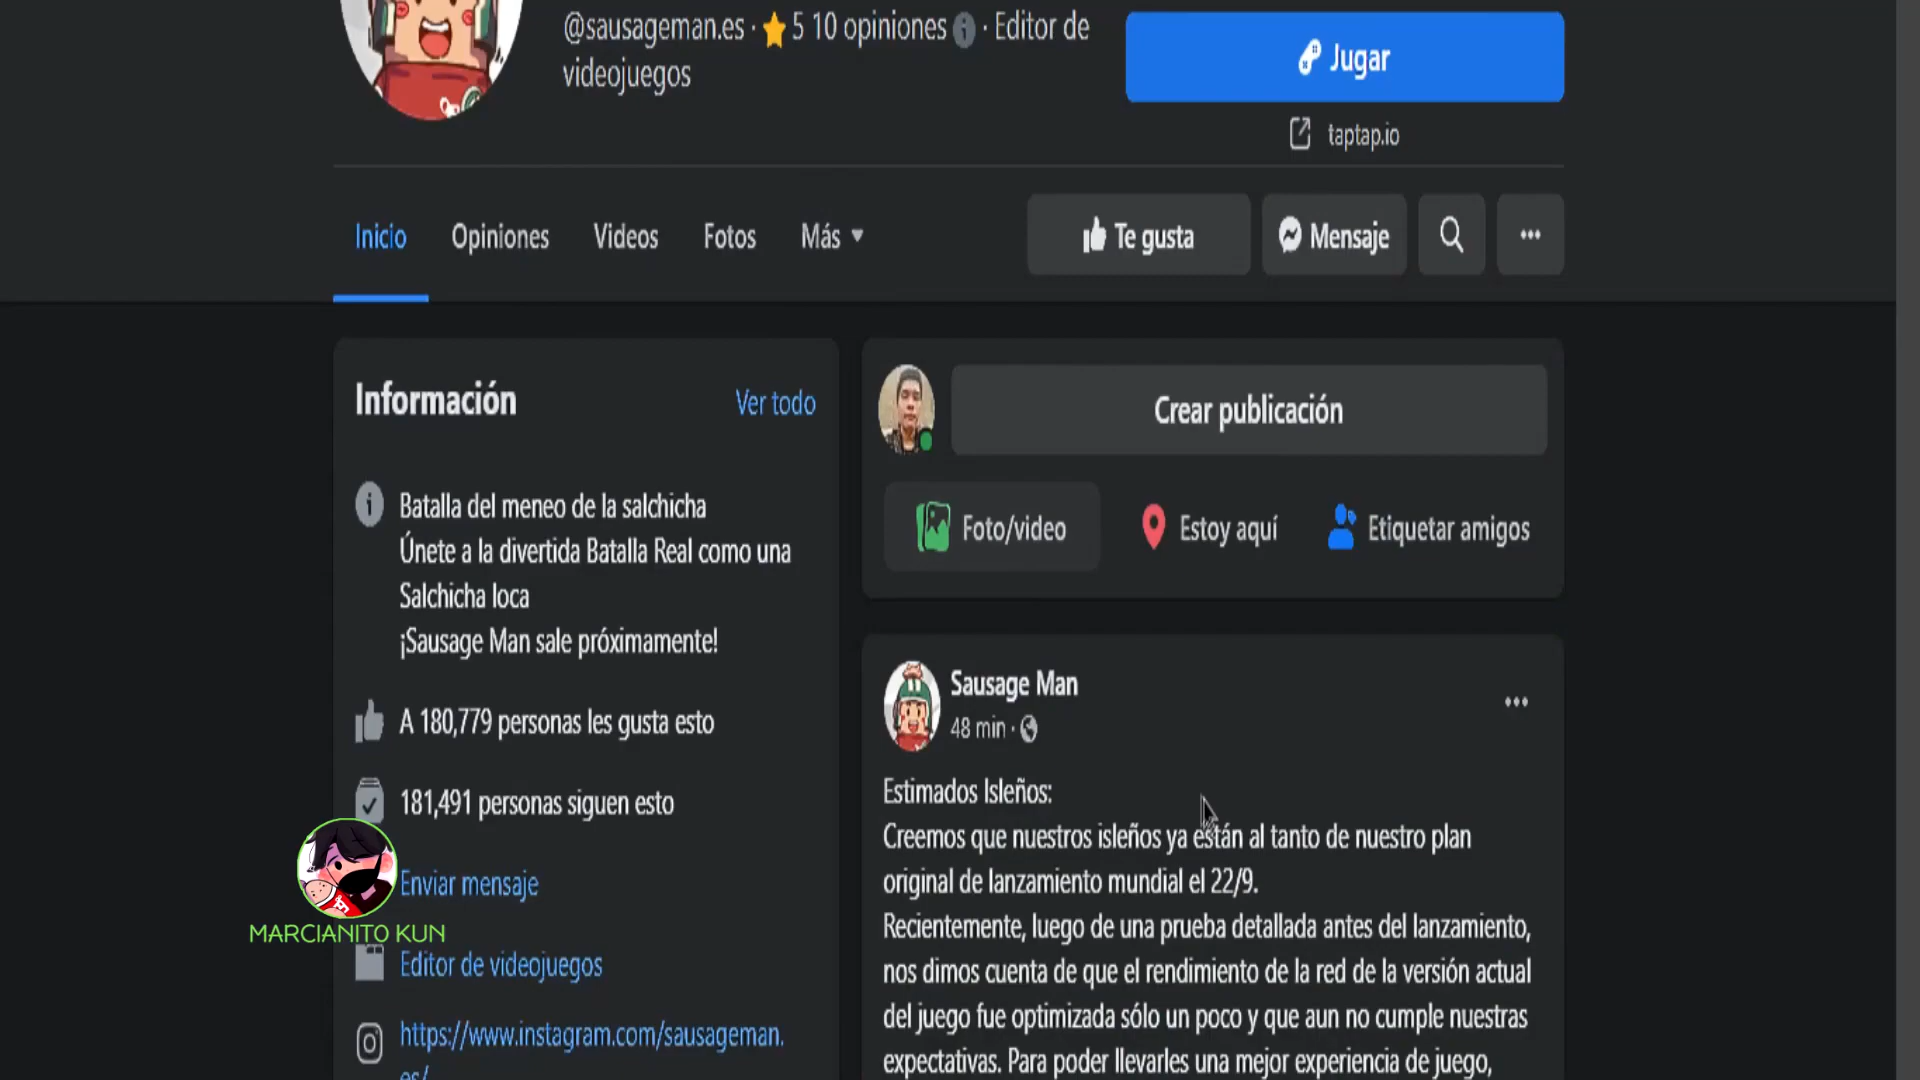 @sausageman.es · 5 10 opiniones · Editor de
videojuegos
Jugar
taptap.io
Inicio
Opiniones
Videos
Fotos
Más
Te gusta
Mensaje
Información
Ver todo
Batalla del meneo de la salchicha
Únete a la divertida Batalla Real como una
Salchicha loca
¡Sausage Man sale próximamente!
A 180,779 personas les gusta esto
181,491 personas siguen esto
Enviar mensaje
MARCIANITO KUN
Editor de videojuegos
https://www.instagram.com/sausageman.
es/
Crear publicación
Foto/video
Estoy aquí
Etiquetar amigos
Sausage Man
48 min ·
Estimados Isleños:
Creemos que nuestros isleños ya están al tanto de nuestro plan
original de lanzamiento mundial el 22/9.
Recientemente, luego de una prueba detallada antes del lanzamiento,
nos dimos cuenta de que el rendimiento de la red de la versión actual
del juego fue optimizada sólo un poco y que aun no cumple nuestras
expectativas. Para poder llevarles una mejor experiencia de juego,